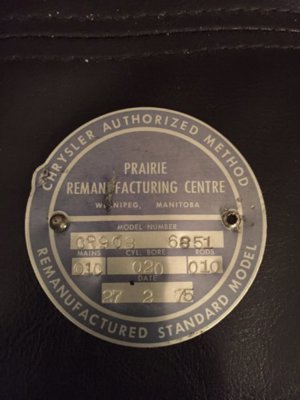 CHRYSLER AUTHORIZED METHOD
PRAIRIE
REMANUFACTURING CENTRE
WINNIPEG, MANITOBA
MODEL NUMBER
6851
MAINS CYL. BORE RODS
010 020 010
DATE
27 2 75
REMANUFACTURED STANDARD MODEL